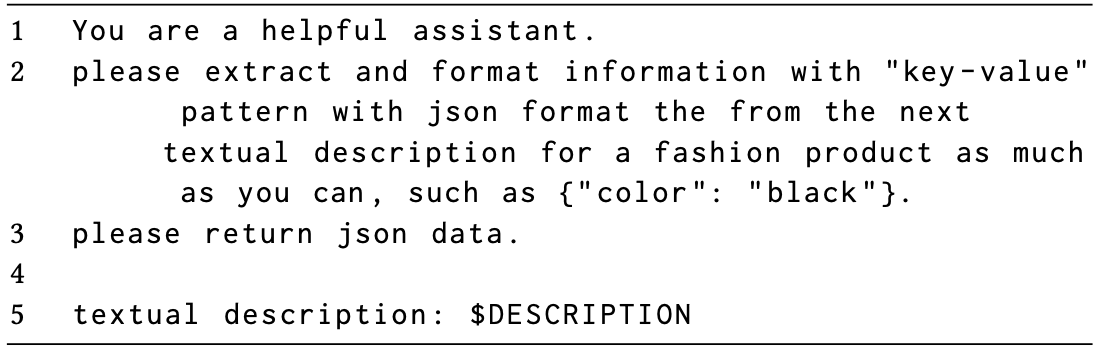 1 You are a helpful assistant.
2 please extract and format information with "key-value"
pattern with json format the from the next
textual description for a fashion product as much
as you can, such as {"color": "black"}.
3 please return json data.
4
5 textual description: $DESCRIPTION